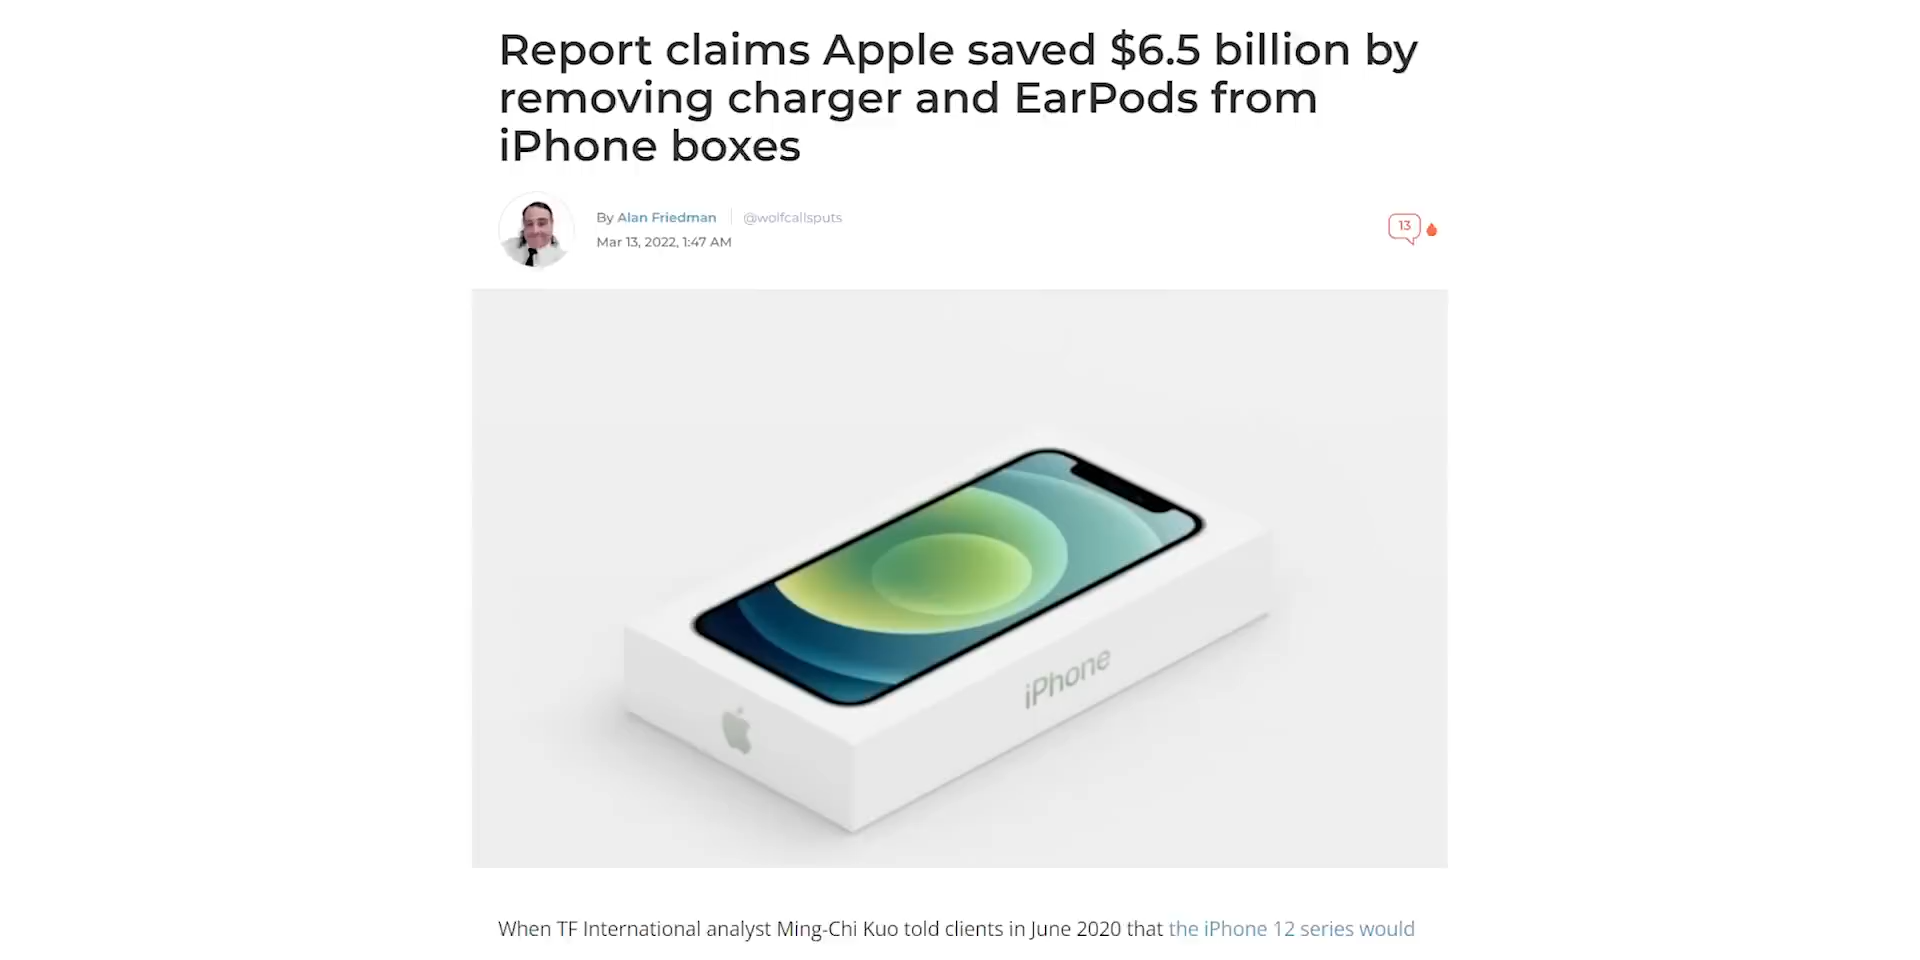 Report claims Apple saved $6.5 billion by
removing charger and EarPods from
iPhone boxes
By Alan Friedman @wolfcallsputs
Mar 13, 2022, 1:47 AM
13
iPhone
When TF International analyst Ming-Chi Kuo told clients in June 2020 that the iPhone 12 series would